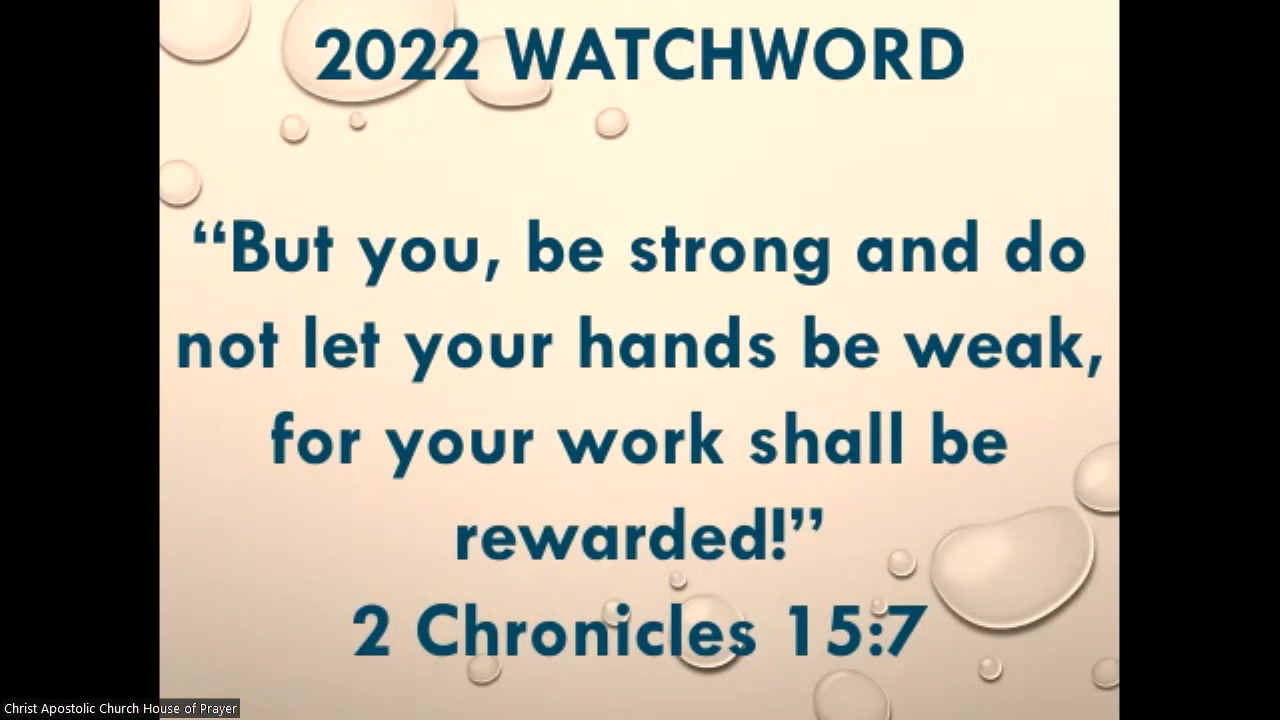 2022 WATCHWORD
“But you, be strong and do
not let your hands be weak,
for your work shall be
rewarded!”
2 Chronicles 15:7
Christ Apostolic Church House of Prayer